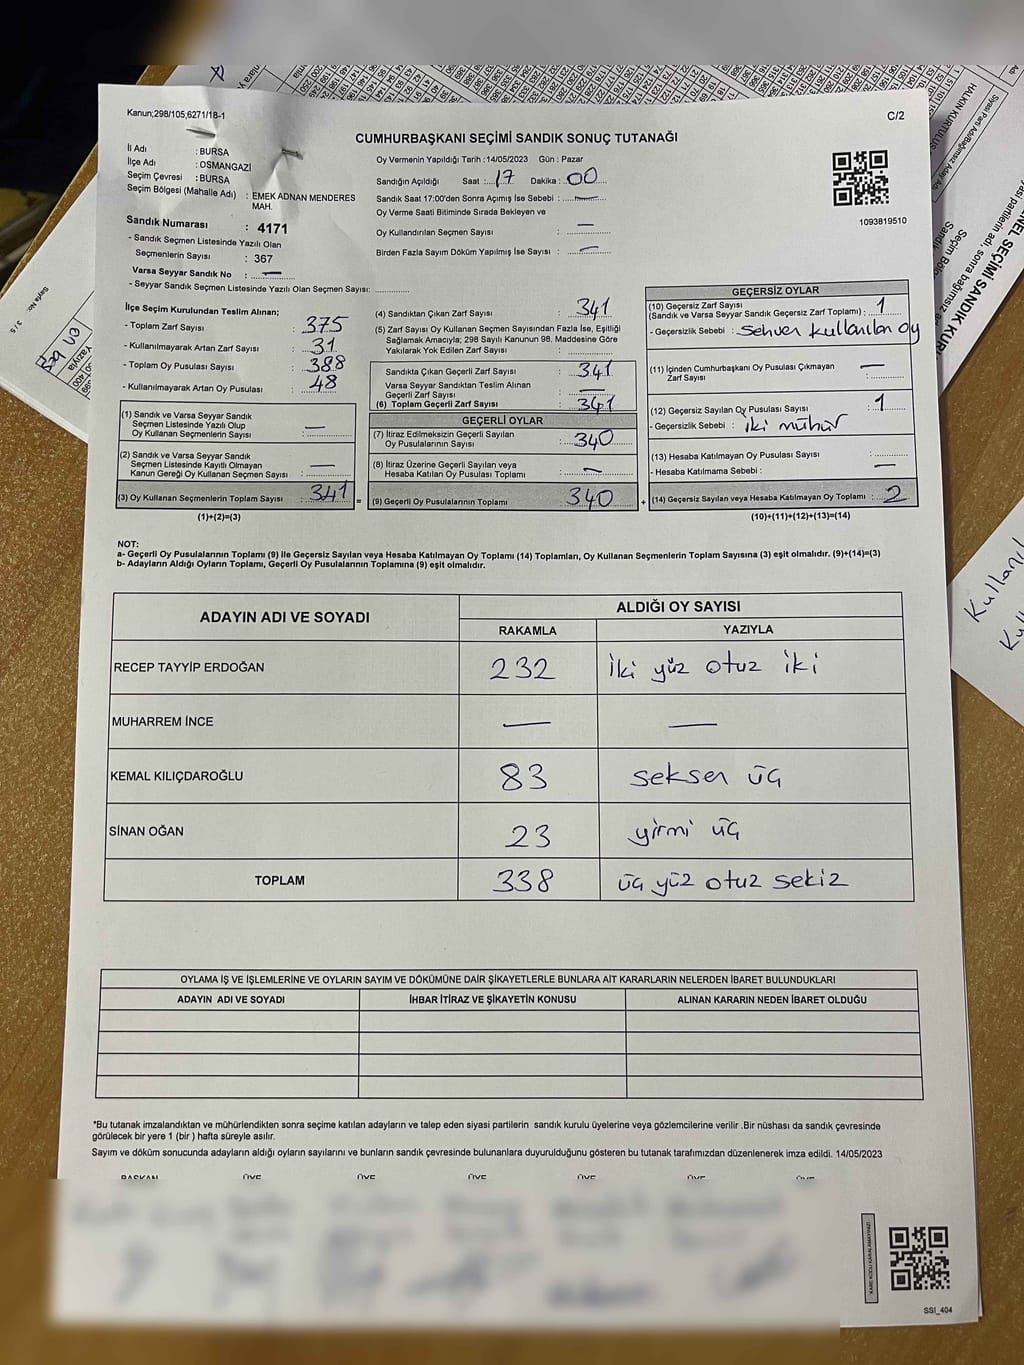 Kanun;298/105,6271/18-1
C/2
CUMHURBAŞKANI SEÇİMİ SANDIK SONUÇ TUTANAĞI
İl Adı : BURSA
İlçe Adı : OSMANGAZİ
Seçim Çevresi : BURSA
Seçim Bölgesi (Mahalle Adı) : EMEK ADNAN MENDERES
MAH.
Sandık Numarası : 4171
- Sandık Seçmen Listesinde Yazılı Olan
Seçmenlerin Sayısı : 367
Varsa Seyyar Sandık No : —
- Seyyar Sandık Seçmen Listesinde Yazılı Olan Seçmen Sayısı:
Oy Vermenin Yapıldığı Tarih :14/05/2023 Gün : Pazar
Sandığın Açıldığı Saat : 17 Dakika : 00
Sandık Saat 17:00'den Sonra Açımış İse Sebebi : —
Oy Verme Saati Bitiminde Sırada Bekleyen ve
Oy Kullandırılan Seçmen Sayısı : —
Birden Fazla Sayım Döküm Yapılmış İse Sayısı : —
1093819510
İlçe Seçim Kurulundan Teslim Alınan;
- Toplam Zarf Sayısı : 375
- Kullanılmayarak Artan Zarf Sayısı : 31
- Toplam Oy Pusulası Sayısı : 388
- Kullanılmayarak Artan Oy Pusulası : 48
(1) Sandık ve Varsa Seyyar Sandık
Seçmen Listesinde Yazılı Olup
Oy Kullanan Seçmenlerin Sayısı : —
(2) Sandık ve Varsa Seyyar Sandık
Seçmen Listesinde Kayıtlı Olmayan
Kanun Gereği Oy Kullanan Seçmen Sayısı : —
(3) Oy Kullanan Seçmenlerin Toplam Sayısı : 341 =
(1)+(2)=(3)
(4) Sandıktan Çıkan Zarf Sayısı : 341
(5) Zarf Sayısı Oy Kullanan Seçmen Sayısından Fazla İse, Eşitliği
Sağlamak Amacıyla; 298 Sayılı Kanunun 98. Maddesine Göre
Yakılarak Yok Edilen Zarf Sayısı :
Sandıkta Çıkan Geçerli Zarf Sayısı : 341
Varsa Seyyar Sandıktan Teslim Alınan
Geçerli Zarf Sayısı : —
(6) Toplam Geçerli Zarf Sayısı : 341
GEÇERLİ OYLAR
(7) İtiraz Edilmeksizin Geçerli Sayılan
Oy Pusulalarının Sayısı : 340
(8) İtiraz Üzerine Geçerli Sayılan veya
Hesaba Katılan Oy Pusulası Toplamı : —
(9) Geçerli Oy Pusulalarının Toplamı : 340 +
GEÇERSİZ OYLAR
(10) Geçersiz Zarf Sayısı
(Sandık ve Varsa Seyyar Sandık Geçersiz Zarf Toplamı) : 1
- Geçersizlik Sebebi : Sehven kullanılan oy
(11) İçinden Cumhurbaşkanı Oy Pusulası Çıkmayan
Zarf Sayısı : —
(12) Geçersiz Sayılan Oy Pusulası Sayısı : 1
- Geçersizlik Sebebi : iki mühür
(13) Hesaba Katılmayan Oy Pusulası Sayısı :
- Hesaba Katılmama Sebebi : —
(14) Geçersiz Sayılan veya Hesaba Katılmayan Oy Toplamı : 2
(10)+(11)+(12)+(13)=(14)
NOT:
a- Geçerli Oy Pusulalarının Toplamı (9) ile Geçersiz Sayılan veya Hesaba Katılmayan Oy Toplamı (14) Toplamları, Oy Kullanan Seçmenlerin Toplam Sayısına (3) eşit olmalıdır. (9)+(14)=(3)
b- Adayların Aldığı Oyların Toplamı, Geçerli Oy Pusulalarının Toplamına (9) eşit olmalıdır.
ADAYIN ADI VE SOYADI ALDIĞI OY SAYISI
RAKAMLA YAZIYLA
RECEP TAYYİP ERDOĞAN 232 iki yüz otuz iki
MUHARREM İNCE — —
KEMAL KILIÇDAROĞLU 83 seksen üç
SİNAN OĞAN 23 yirmi üç
TOPLAM 338 üç yüz otuz sekiz
OYLAMA İŞ VE İŞLEMLERİNE VE OYLARIN SAYIM VE DÖKÜMÜNE DAİR ŞİKAYETLERLE BUNLARA AİT KARARLARIN NELERDEN İBARET BULUNDUKLARI
ADAYIN ADI VE SOYADI İHBAR İTİRAZ VE ŞİKAYETİN KONUSU ALINAN KARARIN NEDEN İBARET OLDUĞU
*Bu tutanak imzalandıktan ve mühürlendikten sonra seçime katılan adayların ve talep eden siyasi partilerin sandık kurulu üyelerine veya gözlemcilerine verilir .Bir nüshası da sandık çevresinde
görülecek bir yere 1 (bir ) hafta süreyle asılır.
Sayım ve döküm sonucunda adayların aldığı oyların sayılarını ve bunların sandık çevresinde bulunanlara duyurulduğunu gösteren bu tutanak tarafımızdan düzenlenerek imza edildi. 14/05/2023
BAŞKAN ÜYE ÜYE ÜYE ÜYE ÜYE ÜYE
KARE KODU KARALAMAYINIZ!
SSI_404